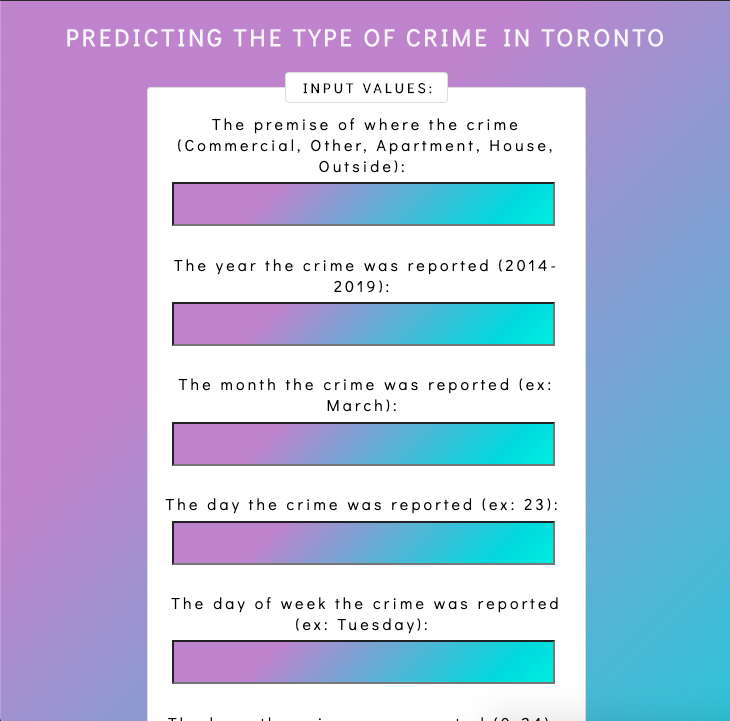 PREDICTING THE TYPE OF CRIME IN TORONTO
INPUT VALUES:
The premise of where the crime
(Commercial, Other, Apartment, House,
Outside):
The year the crime was reported (2014-
2019):
The month the crime was reported (ex:
March):
The day the crime was reported (ex: 23):
The day of week the crime was reported
(ex: Tuesday):